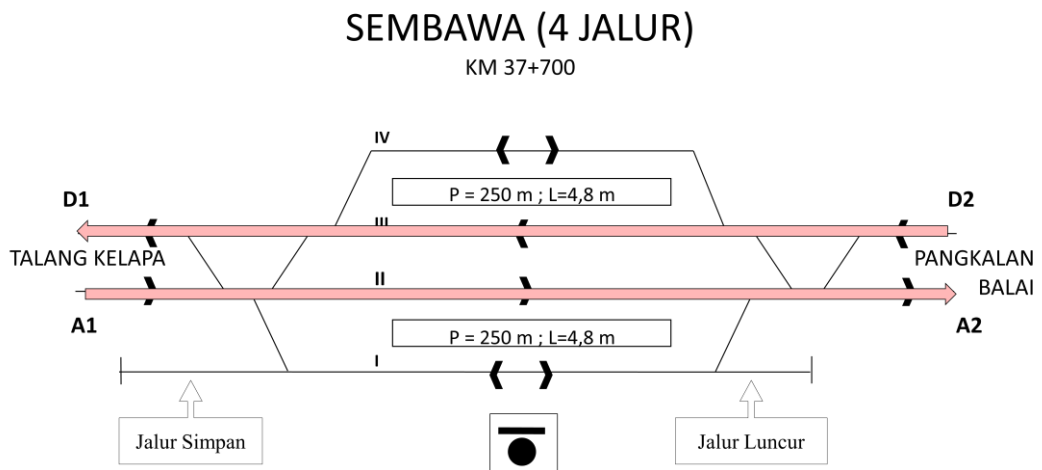 SEMBAWA (4 JALUR)
KM 37+700
IV
P = 250 m ; L=4,8 m
D1
D2
III
TALANG KELAPA
PANGKALAN
BALAI
II
A1
A2
P = 250 m ; L=4,8 m
I
Jalur Simpan
Jalur Luncur